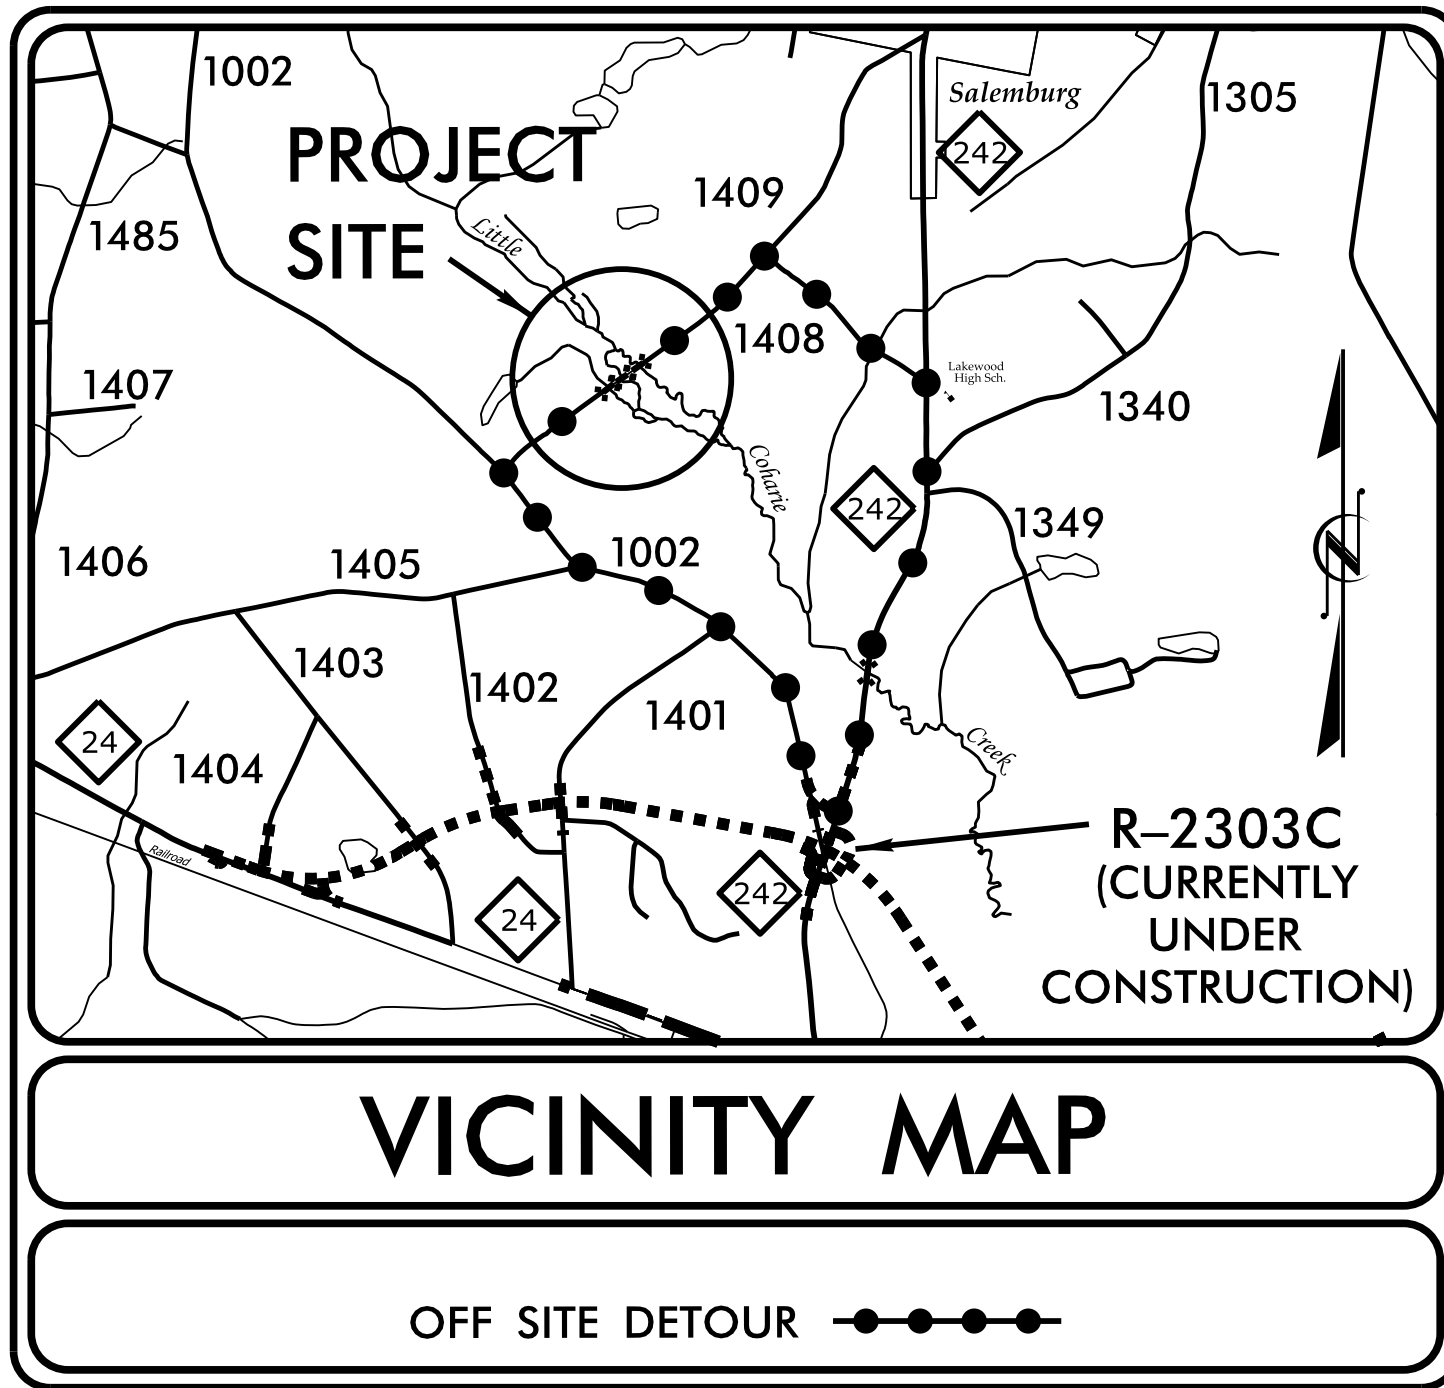 1002
Salemburg
1305
PROJECT
SITE
242
1409
1485
Little
1408
1407
Lakewood
High Sch.
1340
Coharie
242
1349
1406
1405
1002
1403
1402
1401
24
1404
Creek
Railroad
R–2303C
(CURRENTLY
UNDER
CONSTRUCTION)
242
24
N
VICINITY MAP
OFF SITE DETOUR